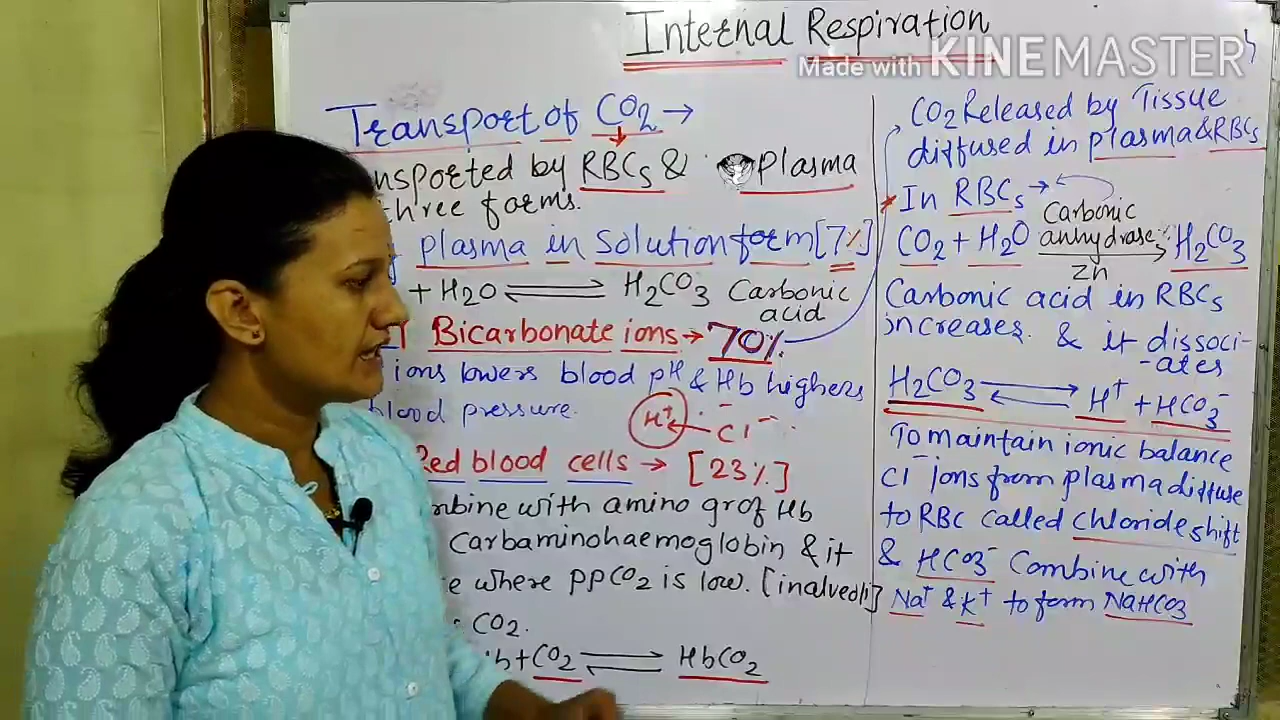 Internal Respiration
Made with KINEMASTER
Transport of CO2 →
nsported by RBCs & plasma
three forms.
plasma in solution form [7%]
+ H2O ⇌ H2CO3 Carbonic
acid
Bicarbonate ions → 70%
ions lowers blood pH & Hb highers
blood pressure.
H+ ← Cl-
Red blood cells → [23%]
mbine with amino gr of Hb
Carbaminohaemoglobin & it
e where ppCO2 is low. [in alveoli]
CO2.
Hb + CO2 ⇌ HbCO2
CO2 Released by Tissue
diffused in plasma & RBCs
* In RBCs →
Carbonic
CO2 + H2O anhydrase → H2CO3
Zn
Carbonic acid in RBCs
increases. & it dissoci-
-ates
H2CO3 ⇌ H+ + HCO3-
To maintain ionic balance
Cl- ions from plasma diffuse
to RBC called chloride shift
& HCO3- Combine with
Na+ & K+ to form NaHCO3